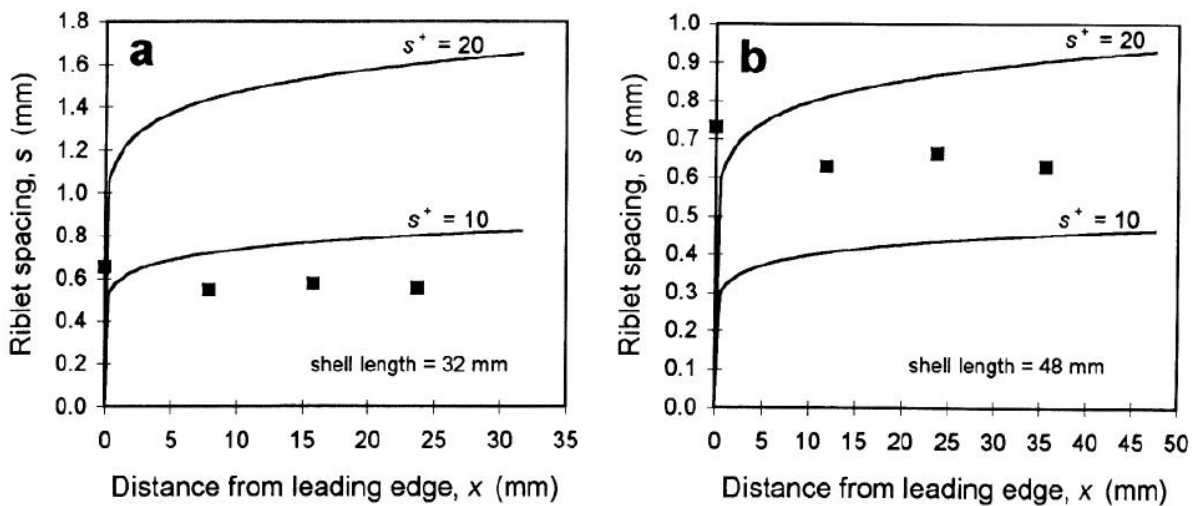 a
s+ = 20
s+ = 10
shell length = 32 mm
Riblet spacing, s (mm)
1.8
1.6
1.4
1.2
1.0
0.8
0.6
0.4
0.2
0.0
0 5 10 15 20 25 30 35
Distance from leading edge, x (mm)
b
s+ = 20
s+ = 10
shell length = 48 mm
Riblet spacing, s (mm)
1.0
0.9
0.8
0.7
0.6
0.5
0.4
0.3
0.2
0.1
0.0
0 5 10 15 20 25 30 35 40 45 50
Distance from leading edge, x (mm)